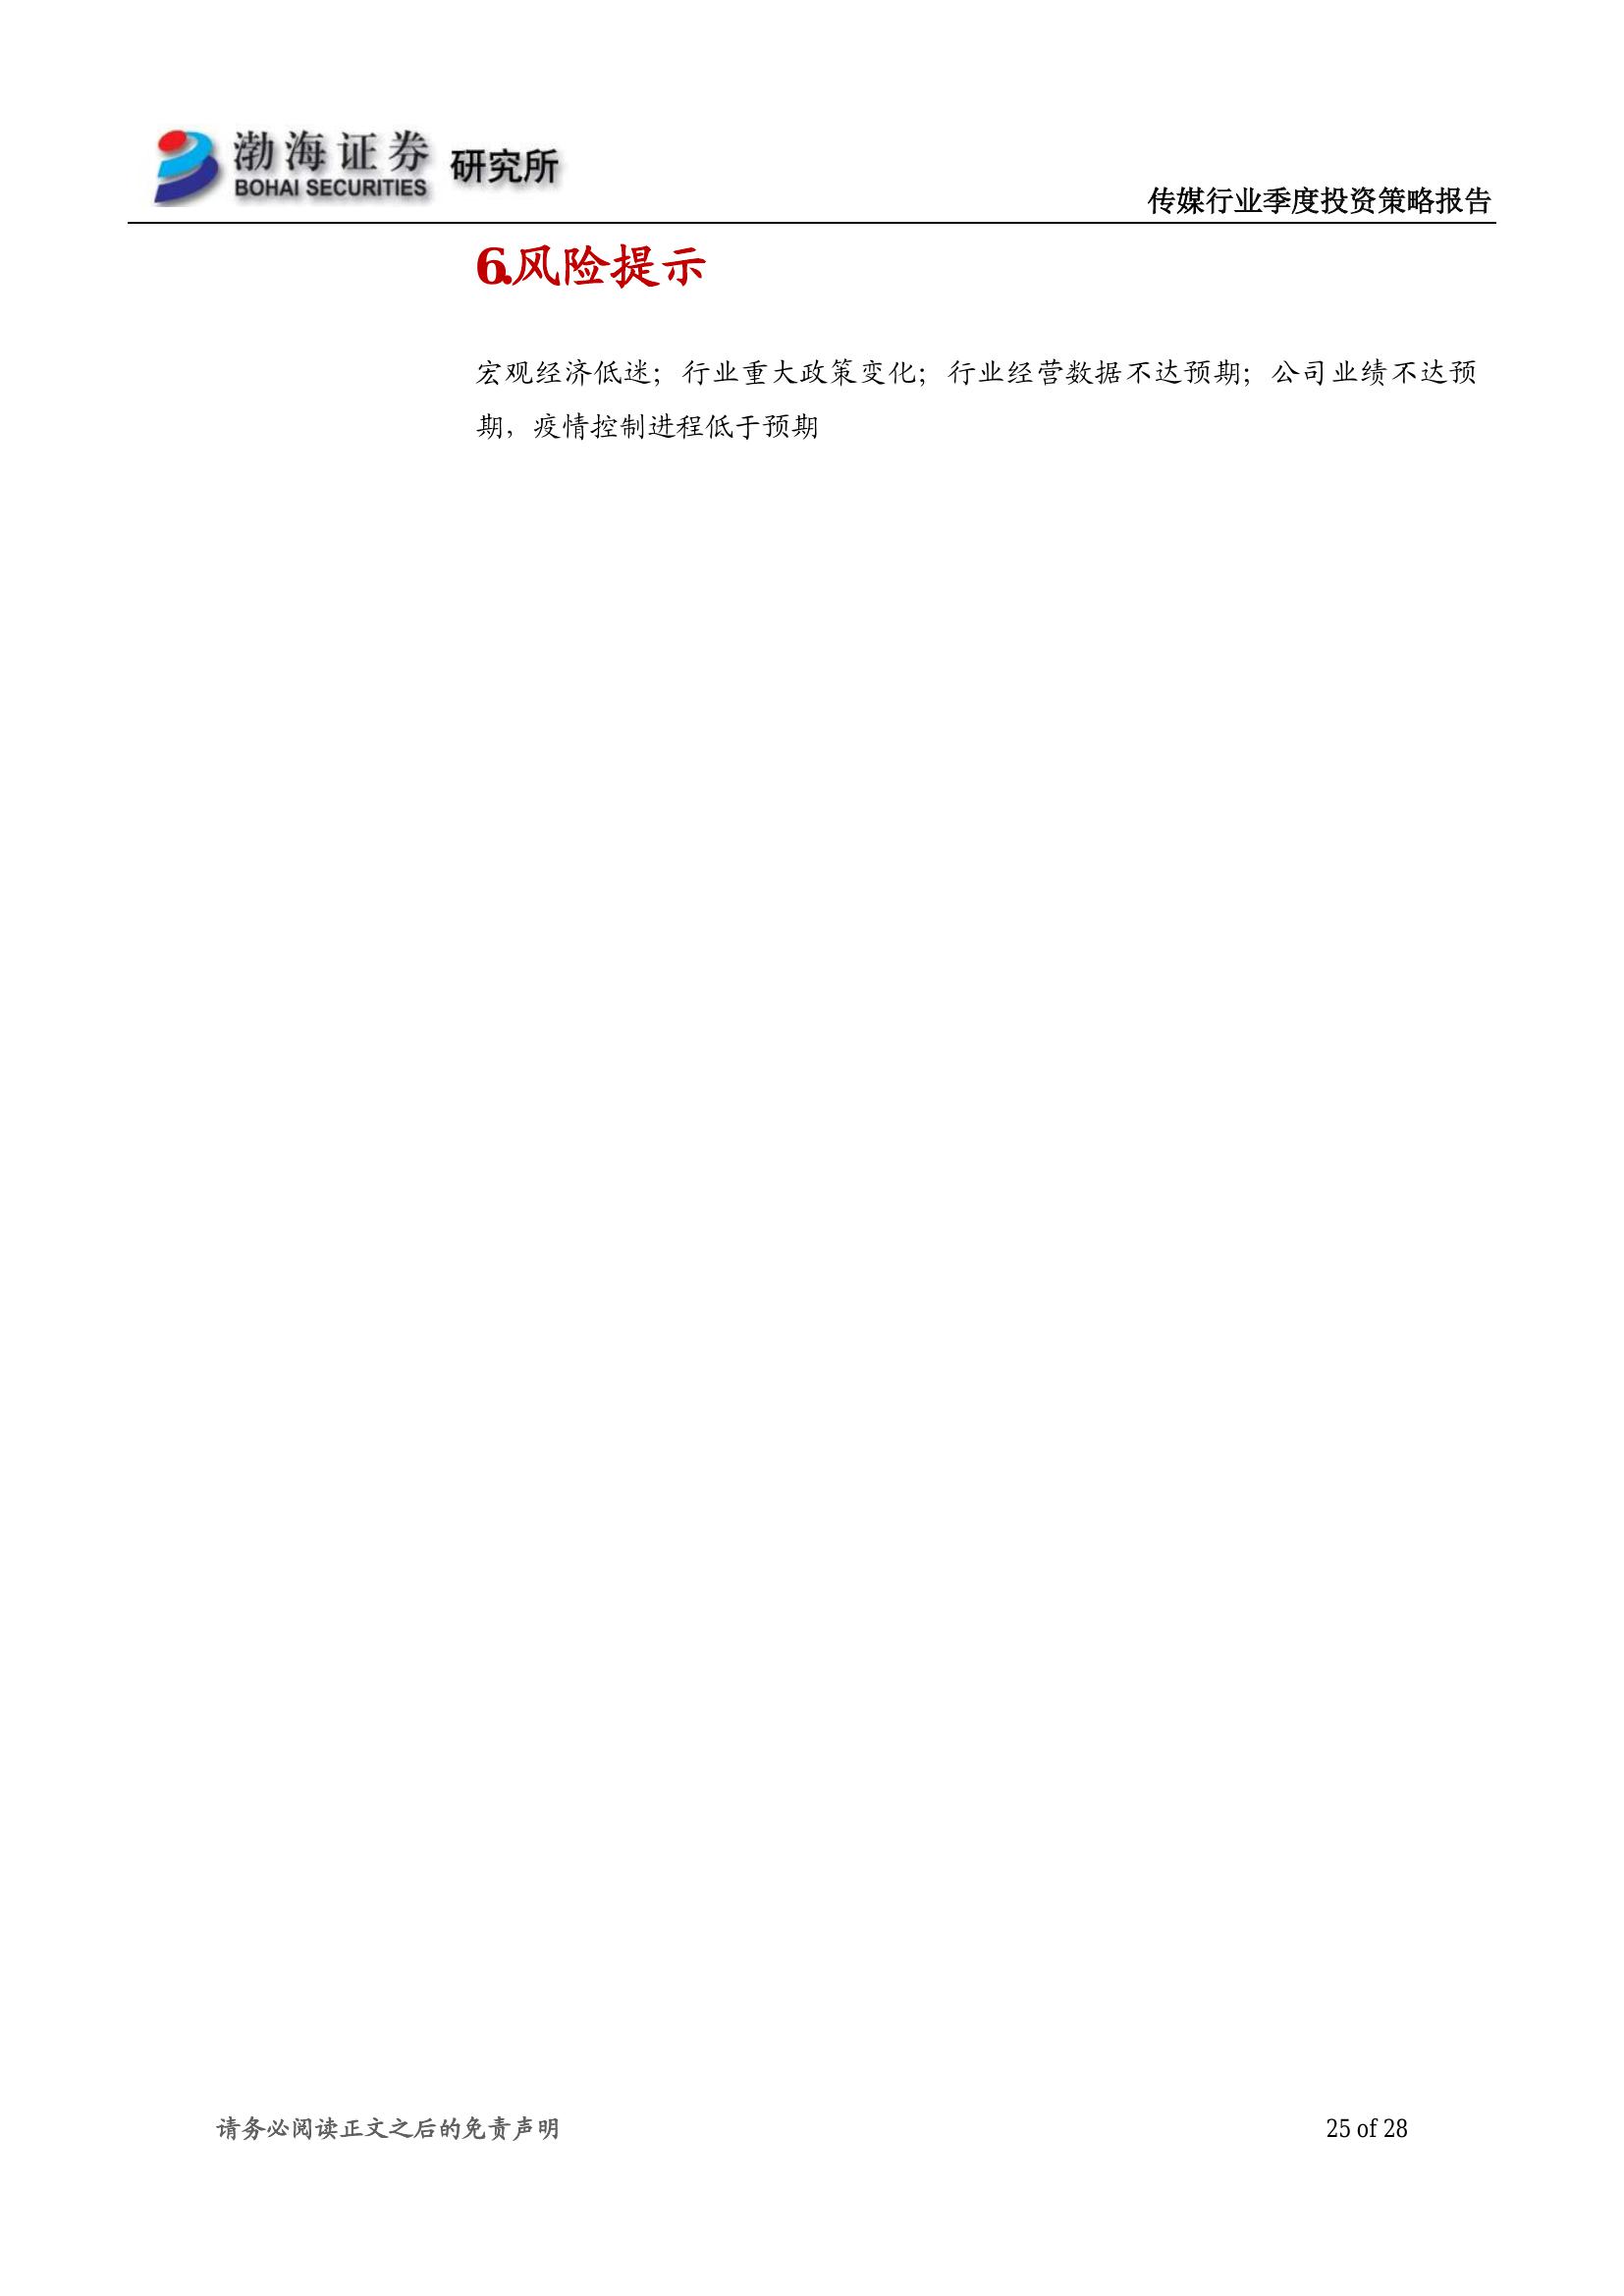 渤海证券 研究所
BOHAI SECURITIES
传媒行业季度投资策略报告
6.风险提示
宏观经济低迷；行业重大政策变化；行业经营数据不达预期；公司业绩不达预
期，疫情控制进程低于预期
请务必阅读正文之后的免责声明
25 of 28